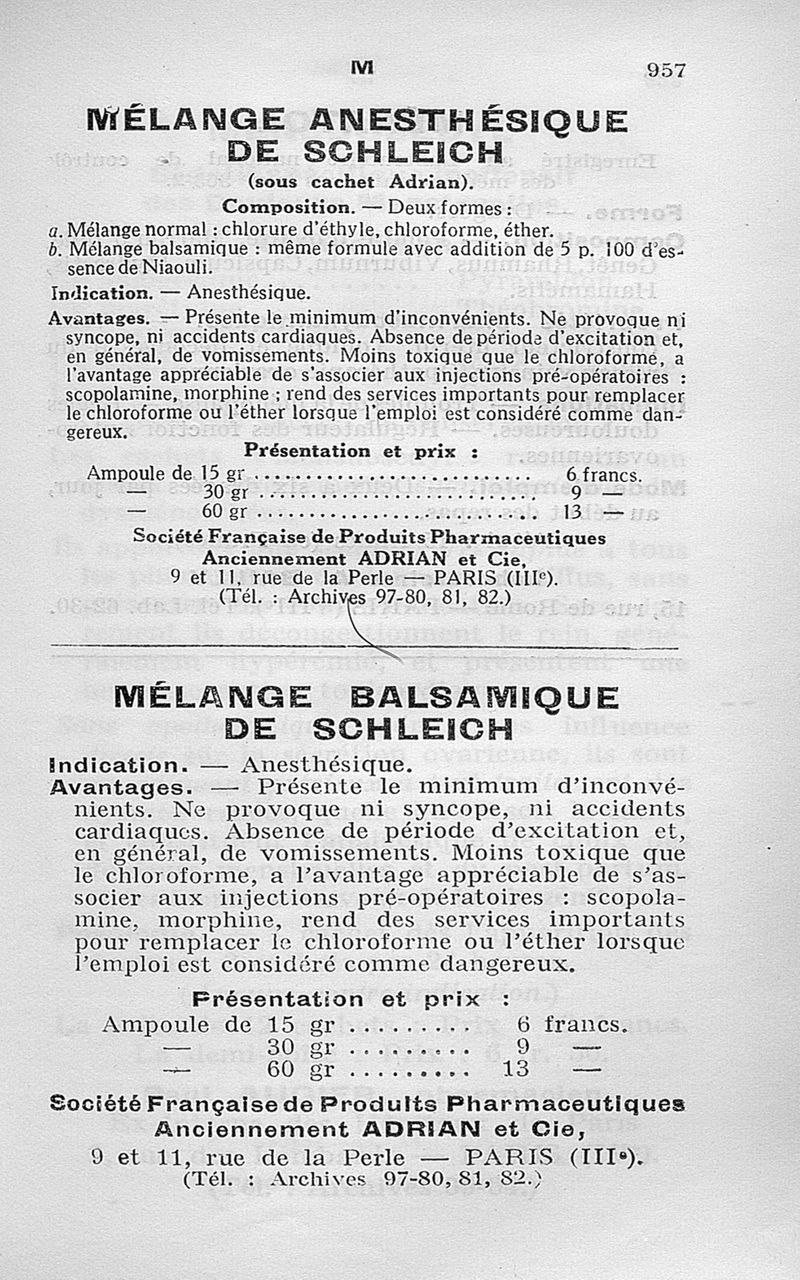 M 957
MÉLANGE ANESTHÉSIQUE
DE SCHLEICH
(sous cachet Adrian).
Composition. — Deux formes :
a. Mélange normal : chlorure d'éthyle, chloroforme, éther.
b. Mélange balsamique : même formule avec addition de 5 p. 100 d'es-
sence de Niaouli.
Indication. — Anesthésique.
Avantages. — Présente le minimum d'inconvénients. Ne provoque ni
syncope, ni accidents cardiaques. Absence de période d'excitation et,
en général, de vomissements. Moins toxique que le chloroforme, a
l'avantage appréciable de s'associer aux injections pré-opératoires :
scopolamine, morphine ; rend des services importants pour remplacer
le chloroforme ou l'éther lorsque l'emploi est considéré comme dan-
gereux.
Présentation et prix :
Ampoule de 15 gr ............................ 6 francs.
— 30 gr ............................ 9 —
— 60 gr ............................ 13 —
Société Française de Produits Pharmaceutiques
Anciennement ADRIAN et Cie,
9 et 11, rue de la Perle — PARIS (IIIe).
(Tél. : Archives 97-80, 81, 82.)
MÉLANGE BALSAMIQUE
DE SCHLEICH
Indication. — Anesthésique.
Avantages. — Présente le minimum d'inconvé-
nients. Ne provoque ni syncope, ni accidents
cardiaques. Absence de période d'excitation et,
en général, de vomissements. Moins toxique que
le chloroforme, a l'avantage appréciable de s'as-
socier aux injections pré-opératoires : scopola-
mine, morphine, rend des services importants
pour remplacer le chloroforme ou l'éther lorsque
l'emploi est considéré comme dangereux.
Présentation et prix :
Ampoule de 15 gr .......... 6 francs.
— 30 gr .......... 9 —
— 60 gr .......... 13 —
Société Française de Produits Pharmaceutiques
Anciennement ADRIAN et Cie,
9 et 11, rue de la Perle — PARIS (IIIe).
(Tél. : Archives 97-80, 81, 82.)